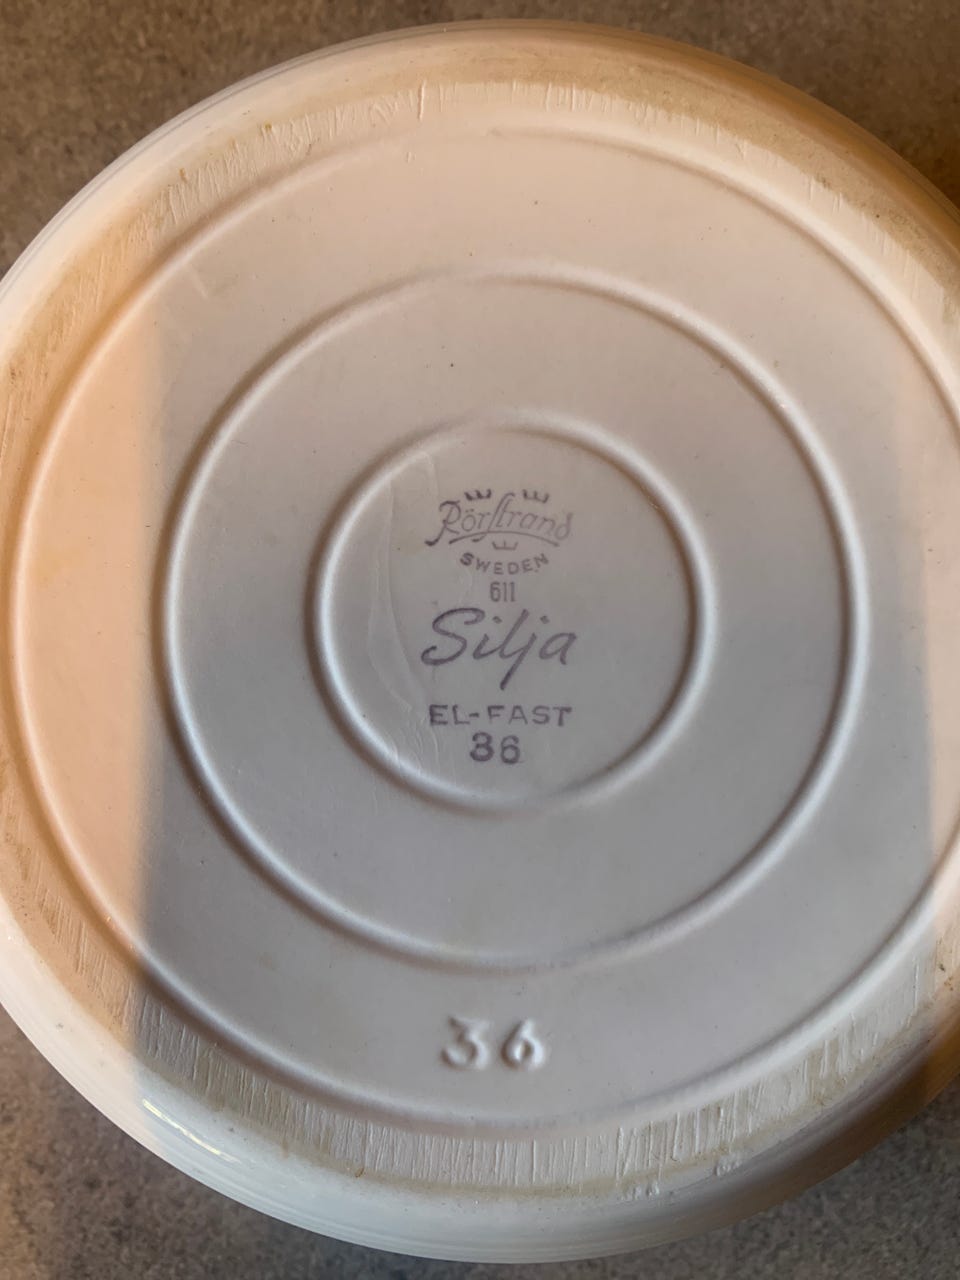 Rörstrand
SWEDEN
611
Silja
EL-FAST
36
36